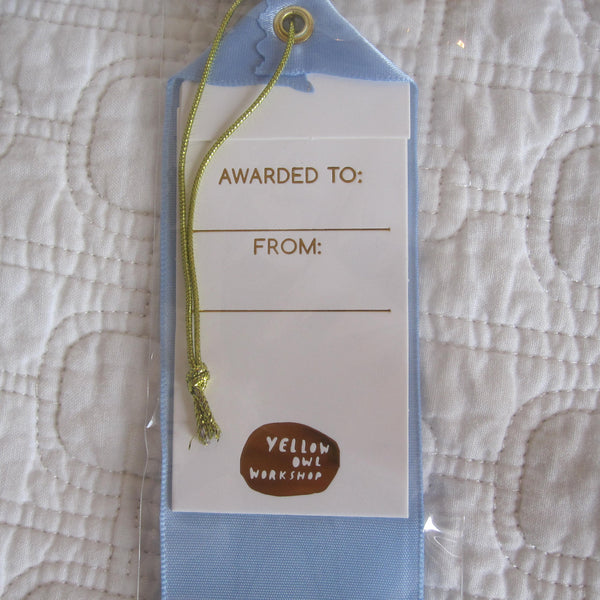 AWARDED TO:
FROM:
YELLOW
OWL
WORKSHOP